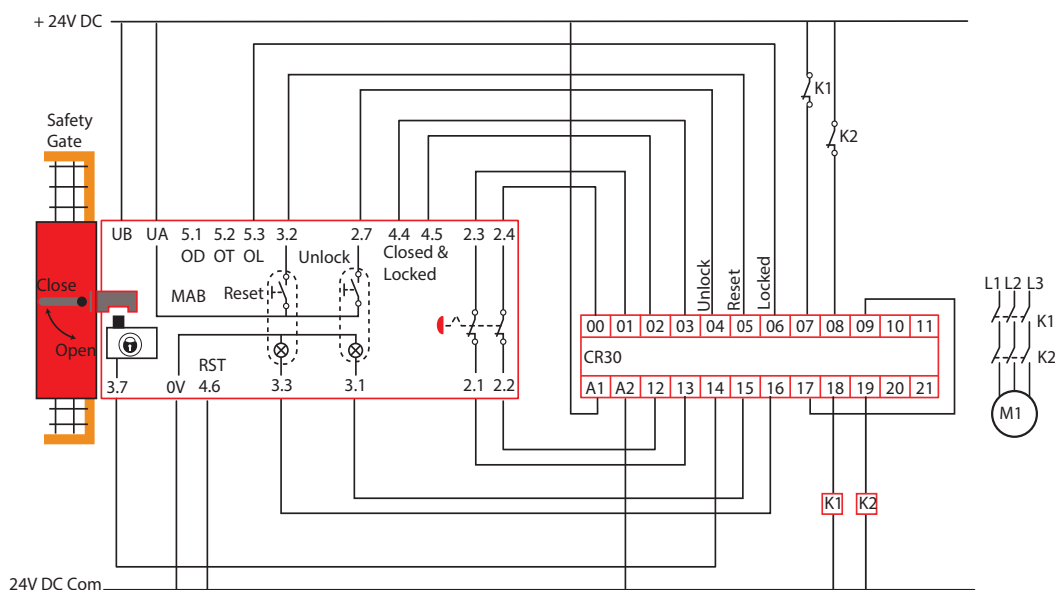 + 24V DC
K1
K2
Safety
Gate
UB UA 5.1 5.2 5.3 3.2 2.7 4.4 4.5 2.3 2.4
OD OT OL Unlock Closed &
Locked
Close
MAB Reset
Open
RST
3.7 0V 4.6 3.3 3.1 2.1 2.2
Unlock
Reset
Locked
00 01 02 03 04 05 06 07 08 09 10 11
CR30
A1 A2 12 13 14 15 16 17 18 19 20 21
L1 L2 L3
K1
K2
M1
K1 K2
24V DC Com